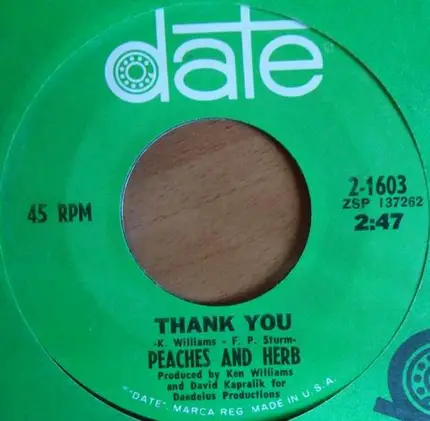 date
45 RPM
2-1603
ZSP 137262
2:47
THANK YOU
-K. Williams - F. P. Sturm-
PEACHES AND HERB
Produced by Ken Williams
and David Kapralik for
Daedelus Productions
"DATE", MARCA REG. MADE IN U.S.A.